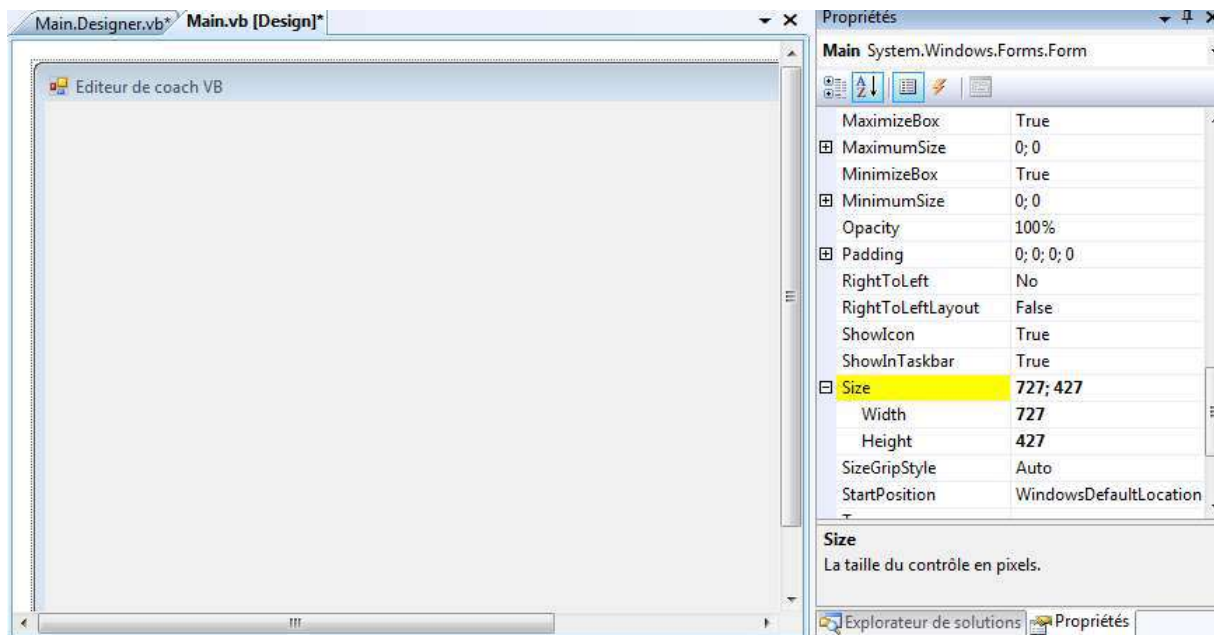 Main.Designer.vb* Main.vb [Design]*
Editeur de coach VB
Propriétés
Main System.Windows.Forms.Form
MaximizeBox True
MaximumSize 0; 0
MinimizeBox True
MinimumSize 0; 0
Opacity 100%
Padding 0; 0; 0; 0
RightToLeft No
RightToLeftLayout False
ShowIcon True
ShowInTaskbar True
Size 727; 427
Width 727
Height 427
SizeGripStyle Auto
StartPosition WindowsDefaultLocation
Size
La taille du contrôle en pixels.
Explorateur de solutions Propriétés